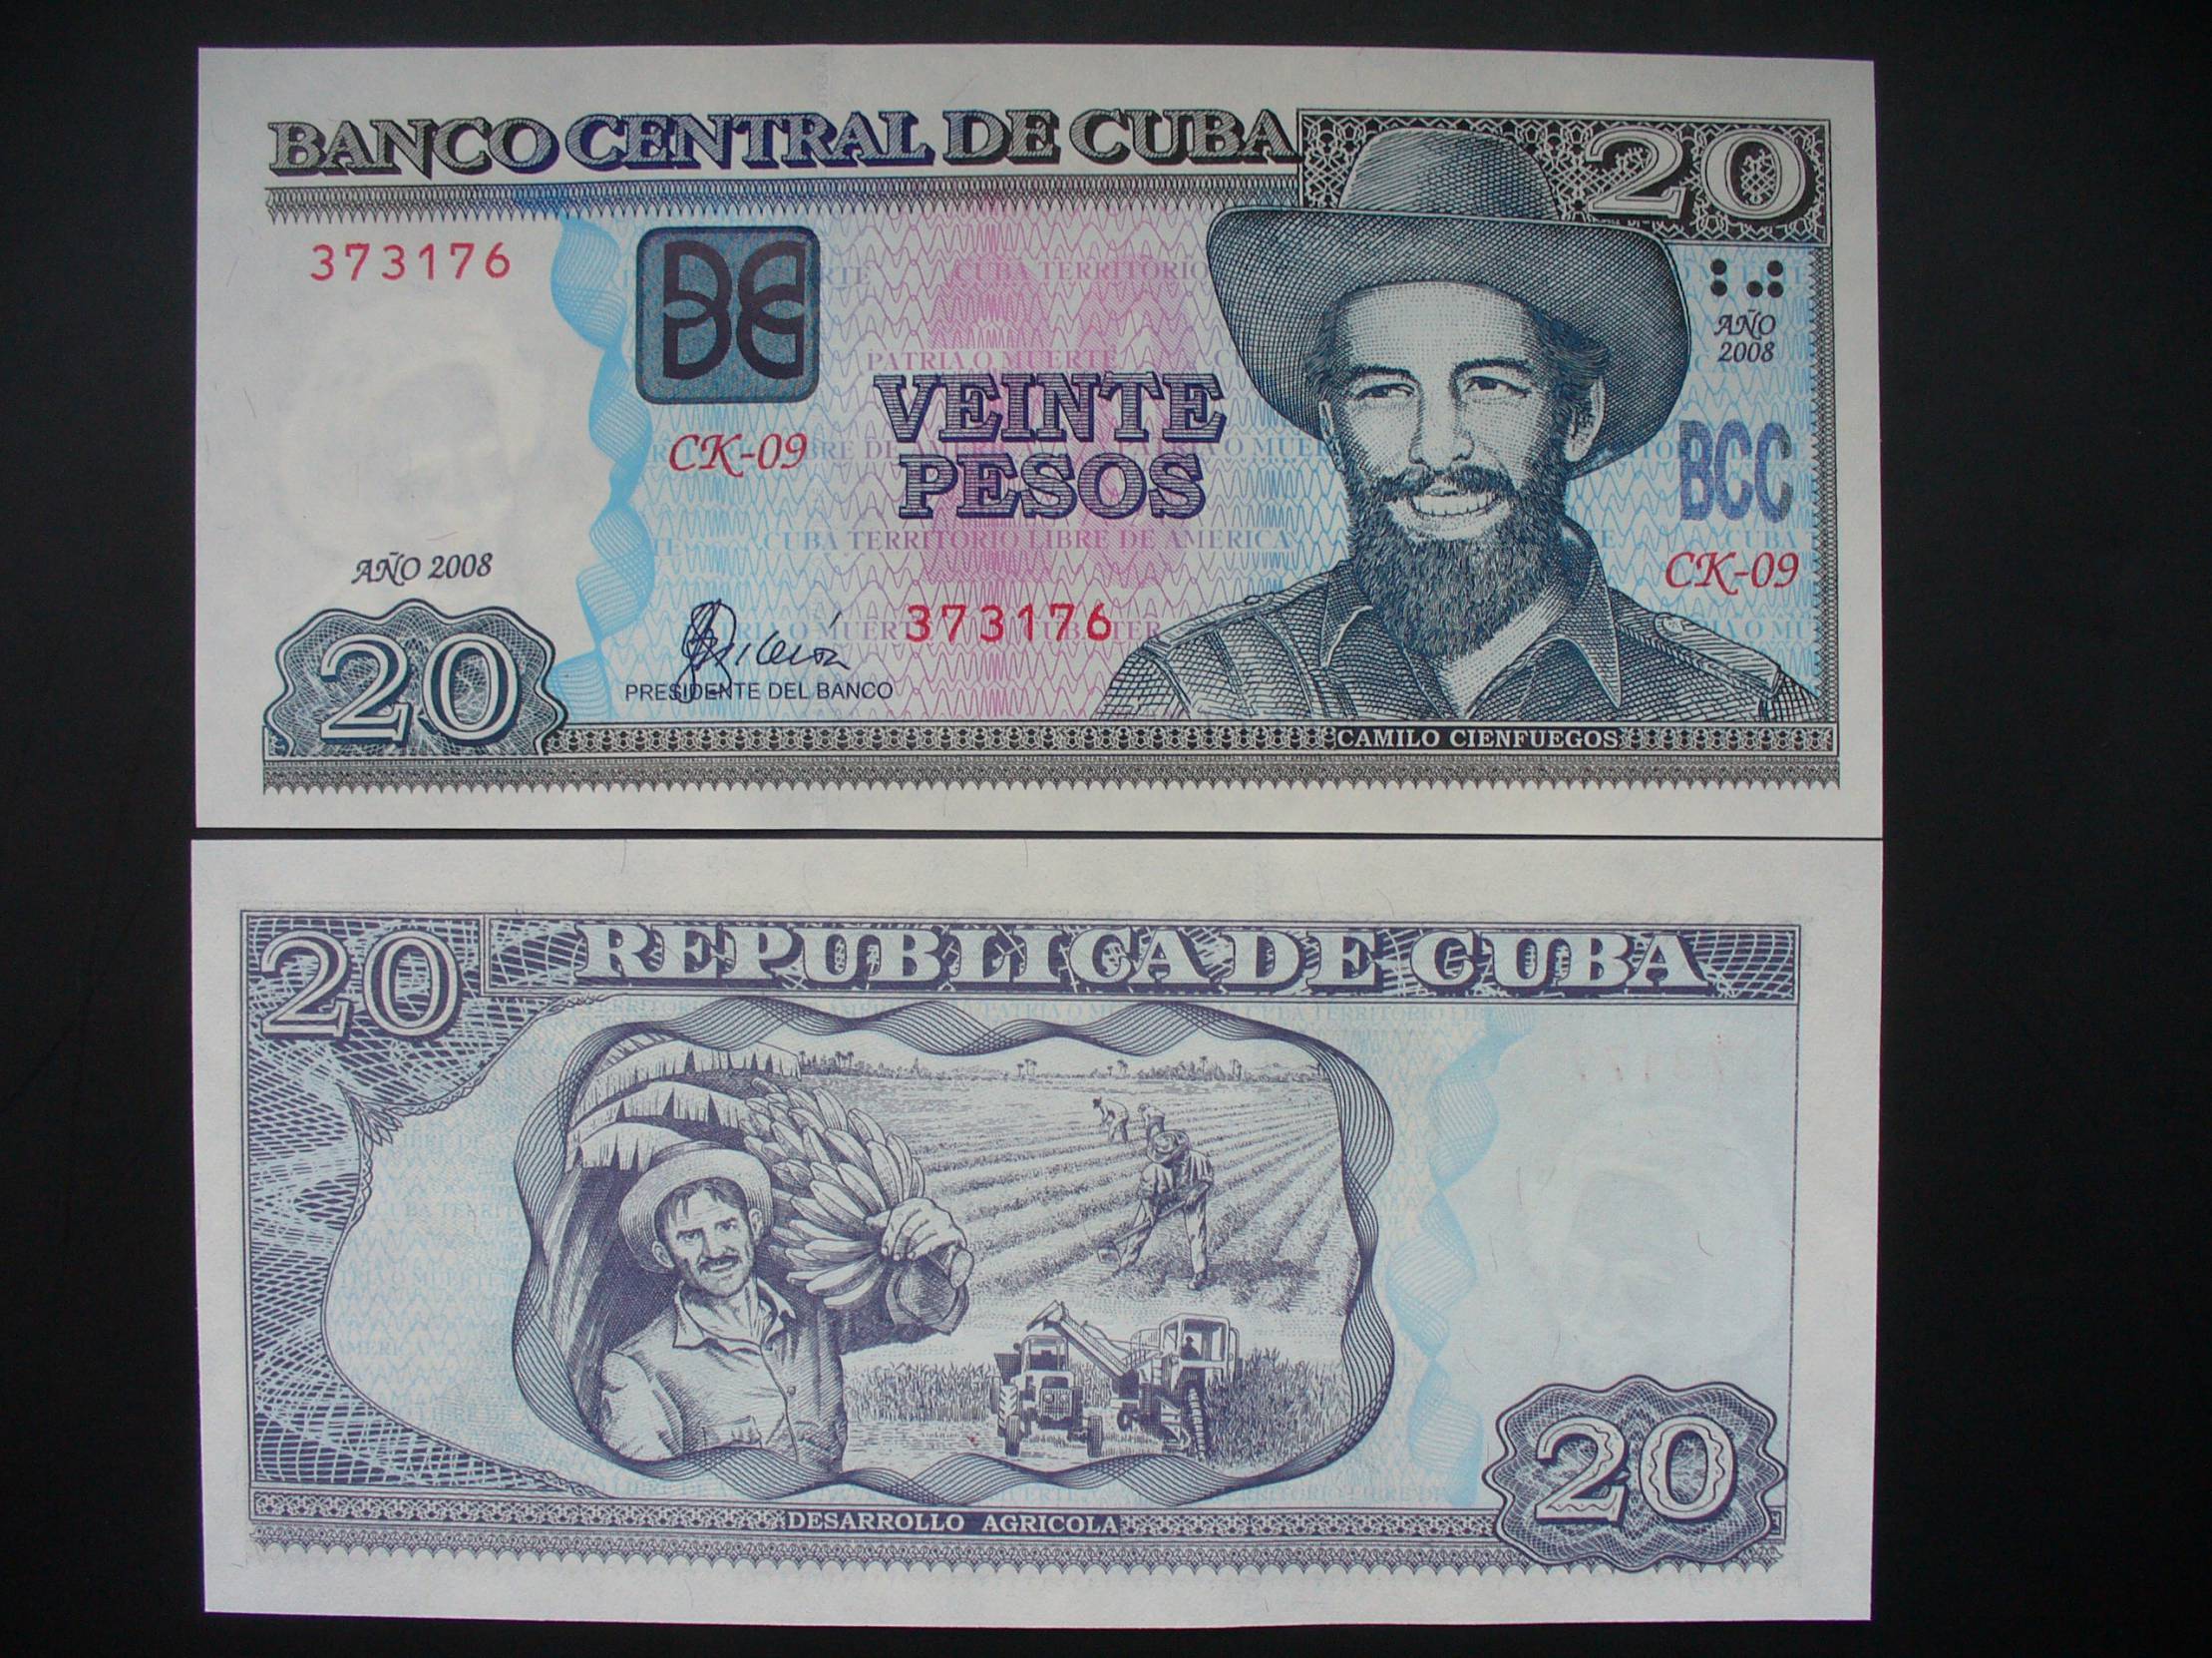 BANCO CENTRAL DE CUBA
20
373176
CUBA TERRITORIO
AÑO
2008
PATRIA O MUERTE
VEINTE
PESOS
BCC
CK-09
CUBA TERRITORIO LIBRE DE AMERICA
CK-09
AÑO 2008
373176
20
PRESIDENTE DEL BANCO
CAMILO CIENFUEGOS
20
REPUBLICA DE CUBA
20
DESARROLLO AGRICOLA